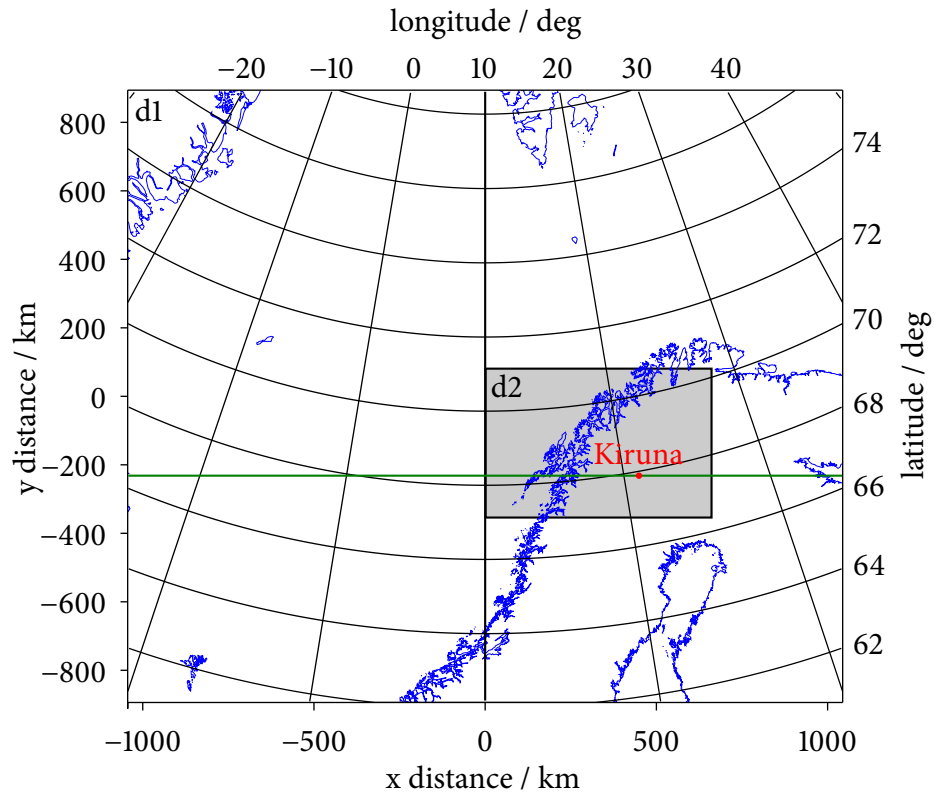 longitude / deg
−20 −10 0 10 20 30 40
d1
800
600
400
200
0
−200
−400
−600
−800
y distance / km
74
72
70
68
66
64
62
latitude / deg
d2
Kiruna
−1000 −500 0 500 1000
x distance / km